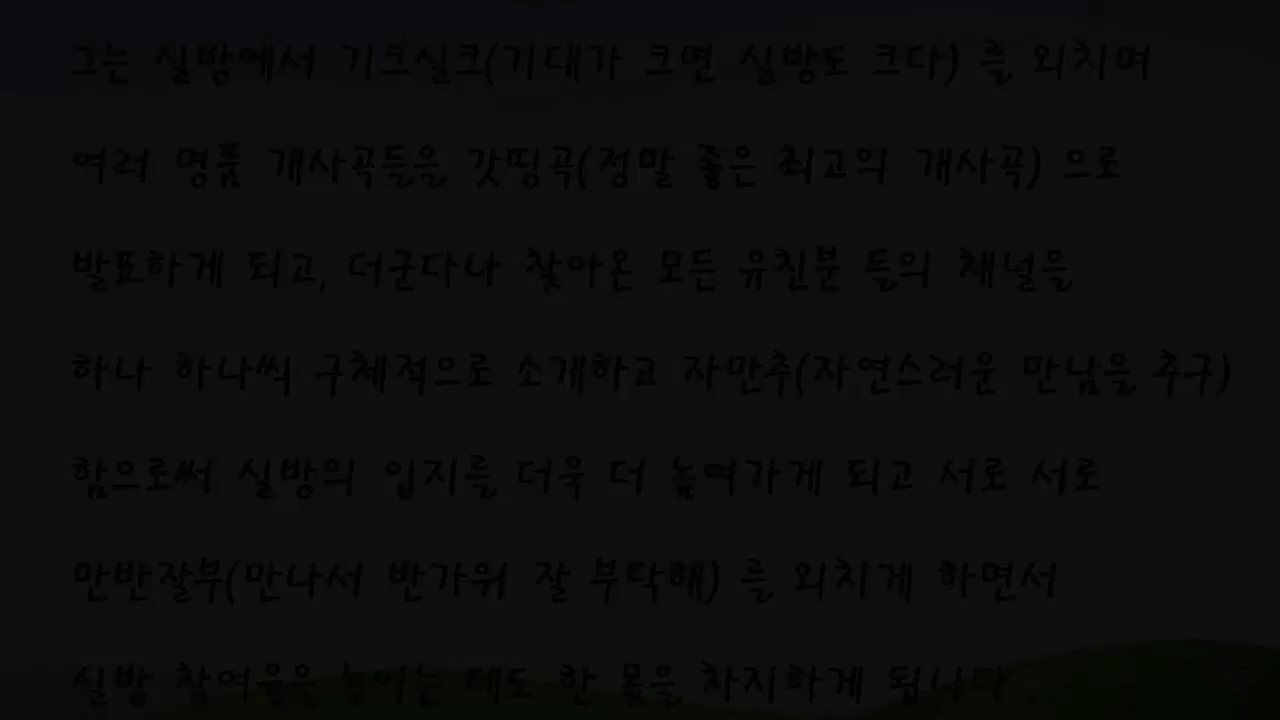 그는 실방에서 기크실크(기대가 크면 실방도 크다) 를 외치며
여러 명품 개사곡들을 갓띵곡(정말 좋은 최고의 개사곡) 으로
발표하게 되고, 더군다나 찾아온 모든 유친분 들의 채널을
하나 하나씩 구체적으로 소개하고 자만추(자연스러운 만남을 추구)
함으로써 실방의 입지를 더욱 더 높여가게 되고 서로 서로
만반잘부(만나서 반가워 잘 부탁해) 를 외치게 하면서
실방 참여율을 높이는 데도 한 몫을 차지하게 됩니다 .